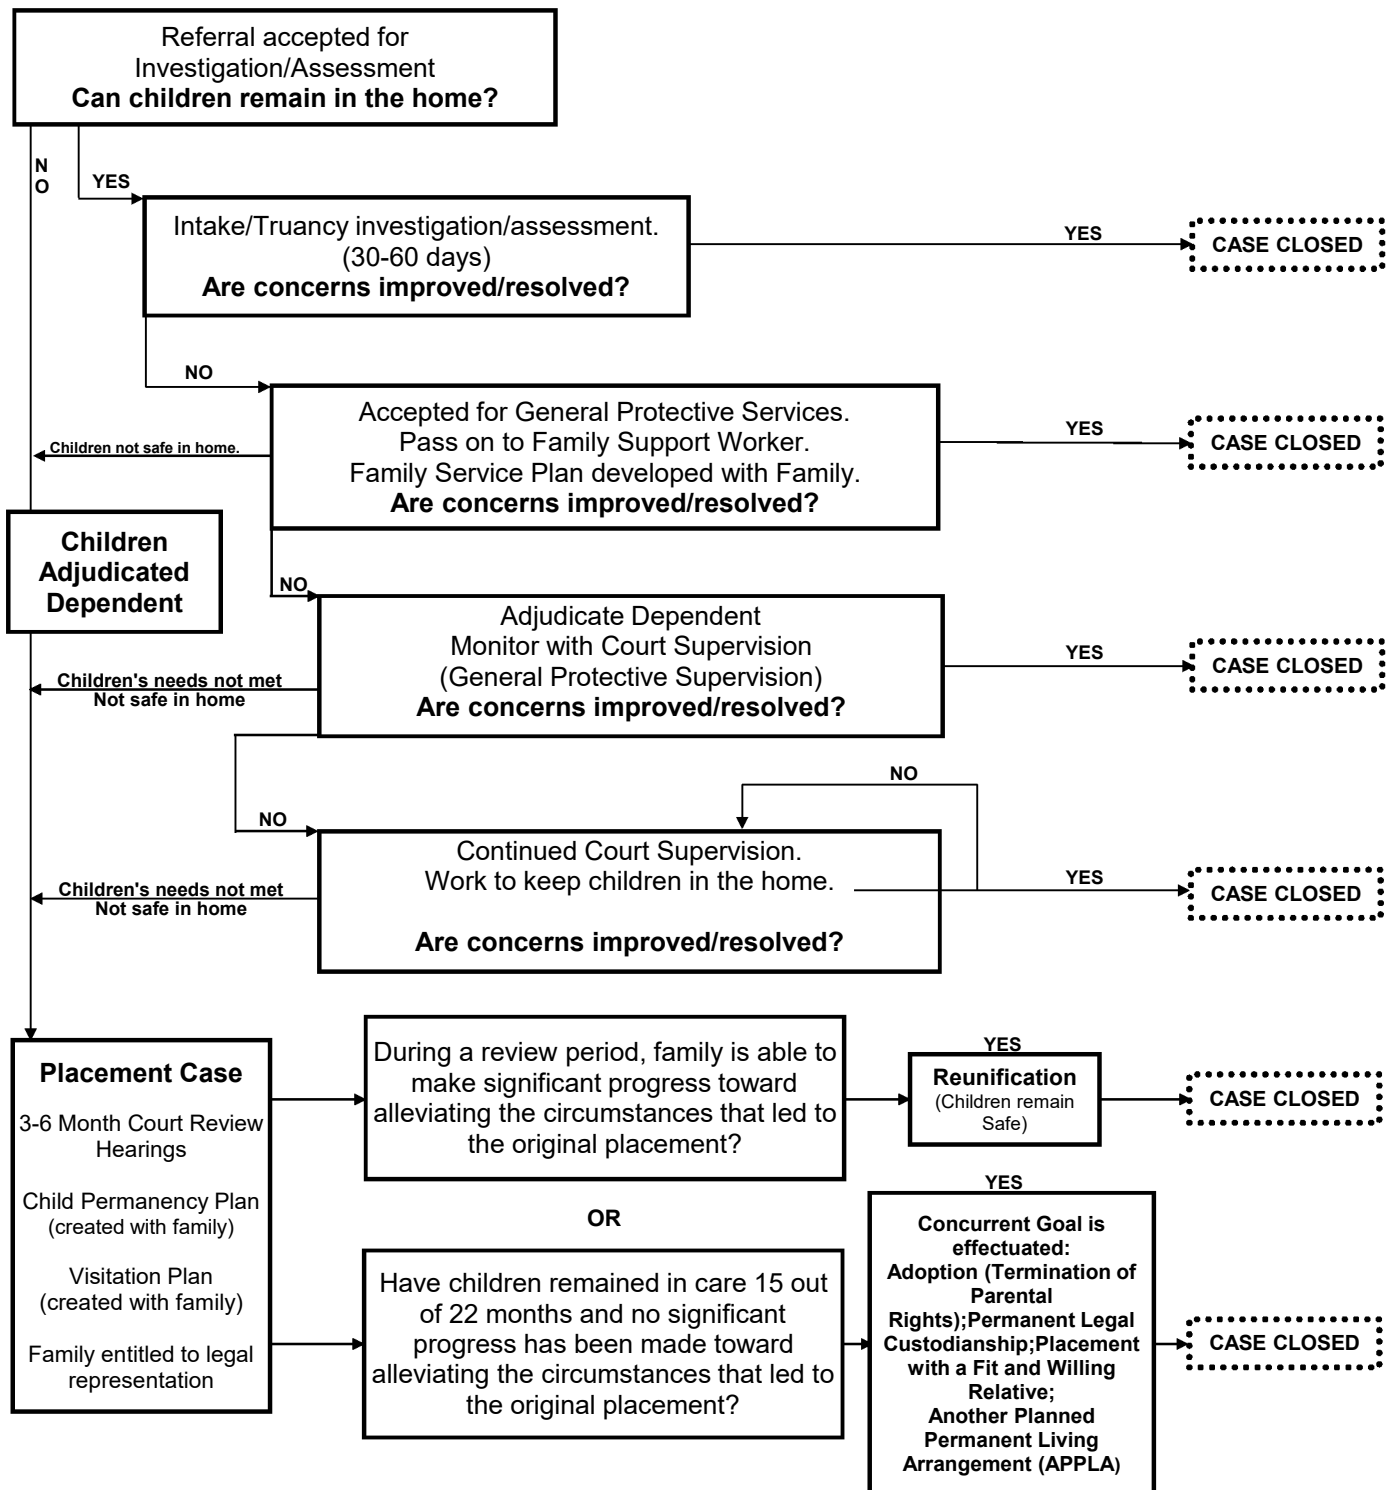 Referral accepted for
Investigation/Assessment
Can children remain in the home?
N
O
YES
Intake/Truancy investigation/assessment.
(30-60 days)
Are concerns improved/resolved?
YES
CASE CLOSED
NO
Accepted for General Protective Services.
Pass on to Family Support Worker.
Family Service Plan developed with Family.
Are concerns improved/resolved?
YES
CASE CLOSED
Children not safe in home.
Children
Adjudicated
Dependent
NO
Adjudicate Dependent
Monitor with Court Supervision
(General Protective Supervision)
Are concerns improved/resolved?
YES
CASE CLOSED
Children's needs not met
Not safe in home
NO
NO
Continued Court Supervision.
Work to keep children in the home.
Are concerns improved/resolved?
YES
CASE CLOSED
Children's needs not met
Not safe in home
Placement Case
3-6 Month Court Review
Hearings
Child Permanency Plan
(created with family)
Visitation Plan
(created with family)
Family entitled to legal
representation
During a review period, family is able to
make significant progress toward
alleviating the circumstances that led to
the original placement?
YES
Reunification
(Children remain
Safe)
CASE CLOSED
OR
Have children remained in care 15 out
of 22 months and no significant
progress has been made toward
alleviating the circumstances that led to
the original placement?
YES
Concurrent Goal is
effectuated:
Adoption (Termination of
Parental
Rights);Permanent Legal
Custodianship;Placement
with a Fit and Willing
Relative;
Another Planned
Permanent Living
Arrangement (APPLA)
CASE CLOSED